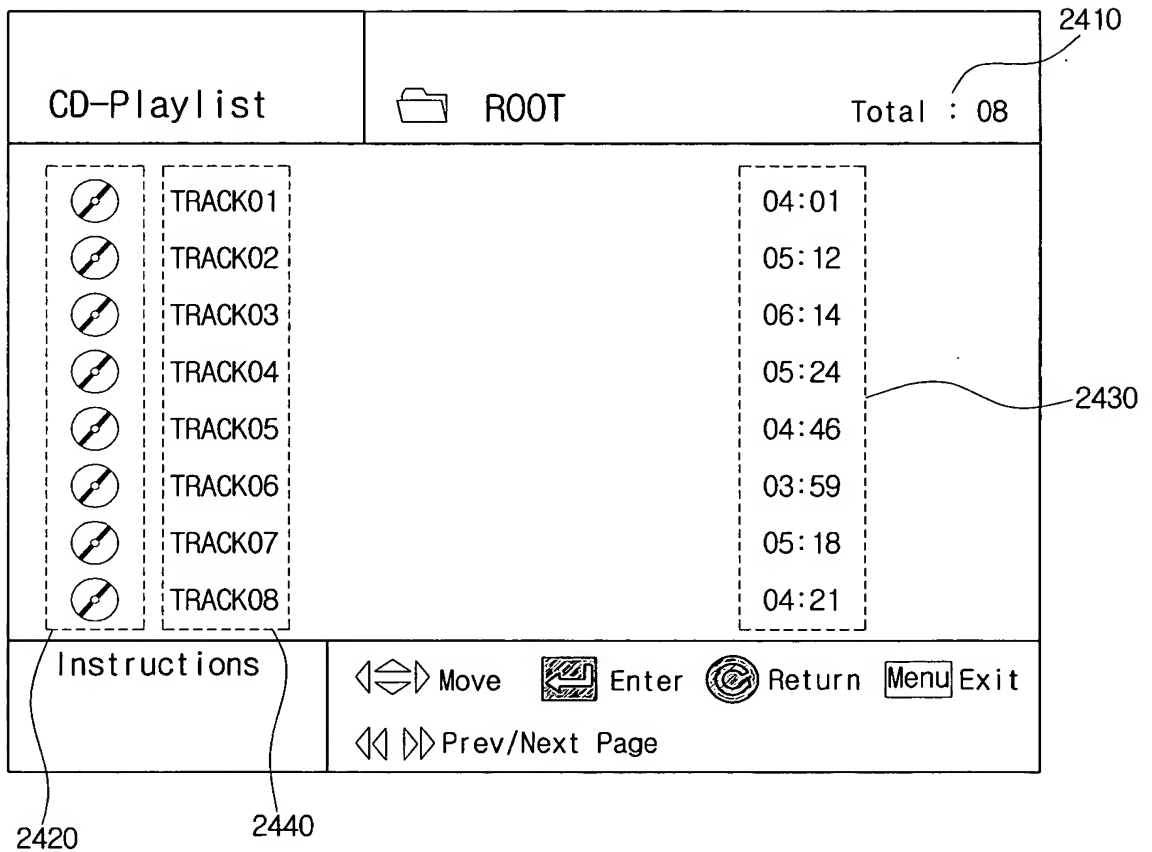 2410
CD-Playlist
ROOT
Total : 08
TRACK01 04:01
TRACK02 05:12
TRACK03 06:14
TRACK04 05:24
2430
TRACK05 04:46
TRACK06 03:59
TRACK07 05:18
TRACK08 04:21
Instructions
Move Enter Return Menu Exit
Prev/Next Page
2420
2440